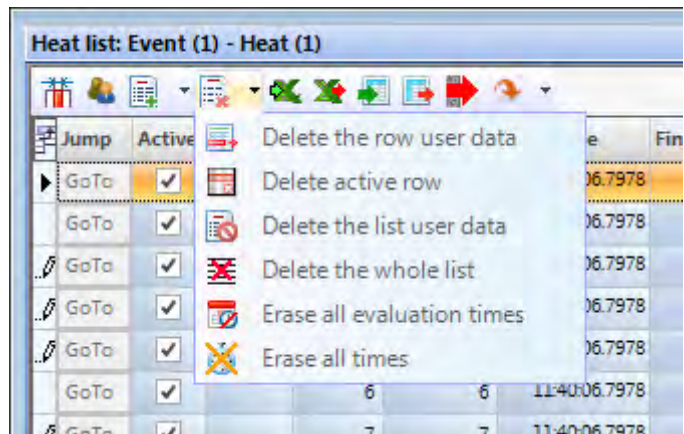 Heat list: Event (1) - Heat (1)
Jump Active e Fin
GoTo 06.7978
GoTo 06.7978
GoTo 06.7978
GoTo 06.7978
GoTo 06.7978
GoTo 6 6 11:40:06.7978
GoTo 7 7 11:40:06.7978
Delete the row user data
Delete active row
Delete the list user data
Delete the whole list
Erase all evaluation times
Erase all times